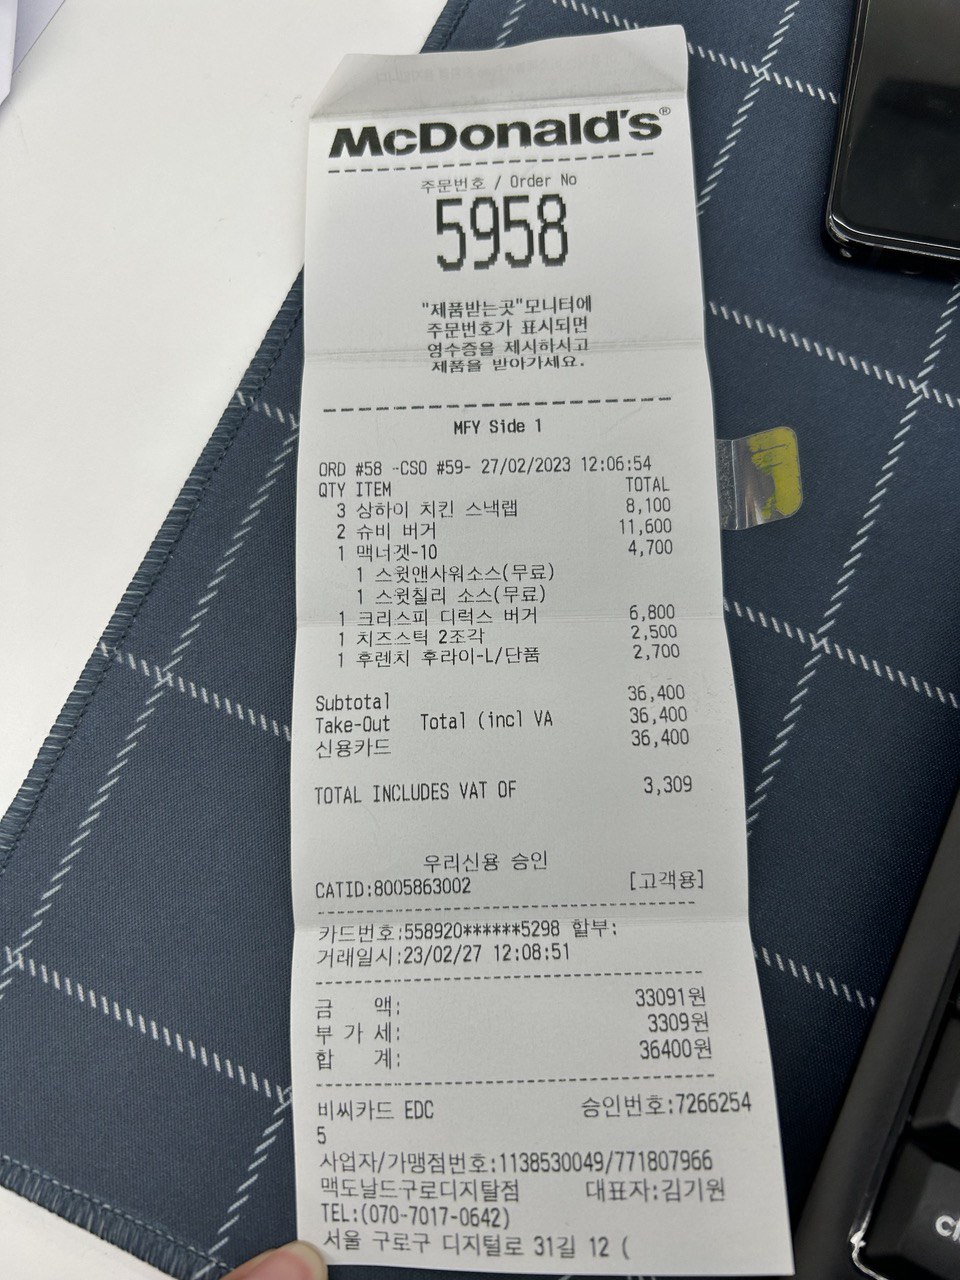 McDonald's®
주문번호 / Order No
5958
"제품받는곳"모니터에
주문번호가 표시되면
영수증을 제시하시고
제품을 받아가세요.
MFY Side 1
ORD #58 -CSO #59- 27/02/2023 12:06:54
QTY ITEM TOTAL
3 상하이 치킨 스낵랩 8,100
2 슈비 버거 11,600
1 맥너겟-10 4,700
1 스윗앤사워소스(무료)
1 스윗칠리 소스(무료)
1 크리스피 디럭스 버거 6,800
1 치즈스틱 2조각 2,500
1 후렌치 후라이-L/단품 2,700
Subtotal 36,400
Take-Out Total (incl VA 36,400
신용카드 36,400
TOTAL INCLUDES VAT OF 3,309
우리신용 승인
CATID:8005863002 [고객용]
카드번호:558920******5298 할부:
거래일시:23/02/27 12:08:51
금 액: 33091원
부 가 세: 3309원
합 계: 36400원
비씨카드 EDC 승인번호:7266254
5
사업자/가맹점번호:1138530049/771807966
맥도날드구로디지탈점 대표자:김기원
TEL:(070-7017-0642)
서울 구로구 디지털로 31길 12 (